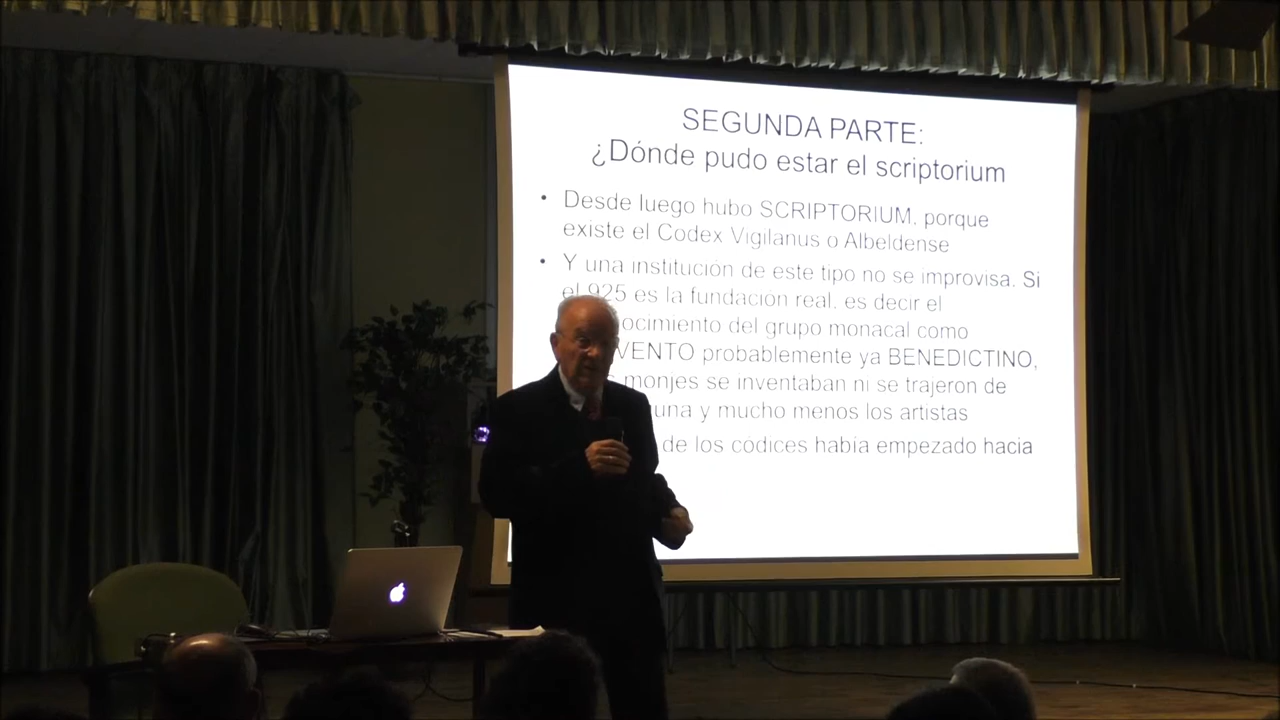 SEGUNDA PARTE:
¿Dónde pudo estar el scriptorium
• Desde luego hubo SCRIPTORIUM, porque
existe el Codex Vigilanus o Albeldense
• Y una institución de este tipo no se improvisa. Si
el 925 es la fundación real, es decir el
ocimiento del grupo monacal como
VENTO probablemente ya BENEDICTINO,
monjes se inventaban ni se trajeron de
una y mucho menos los artistas
de los códices había empezado hacia